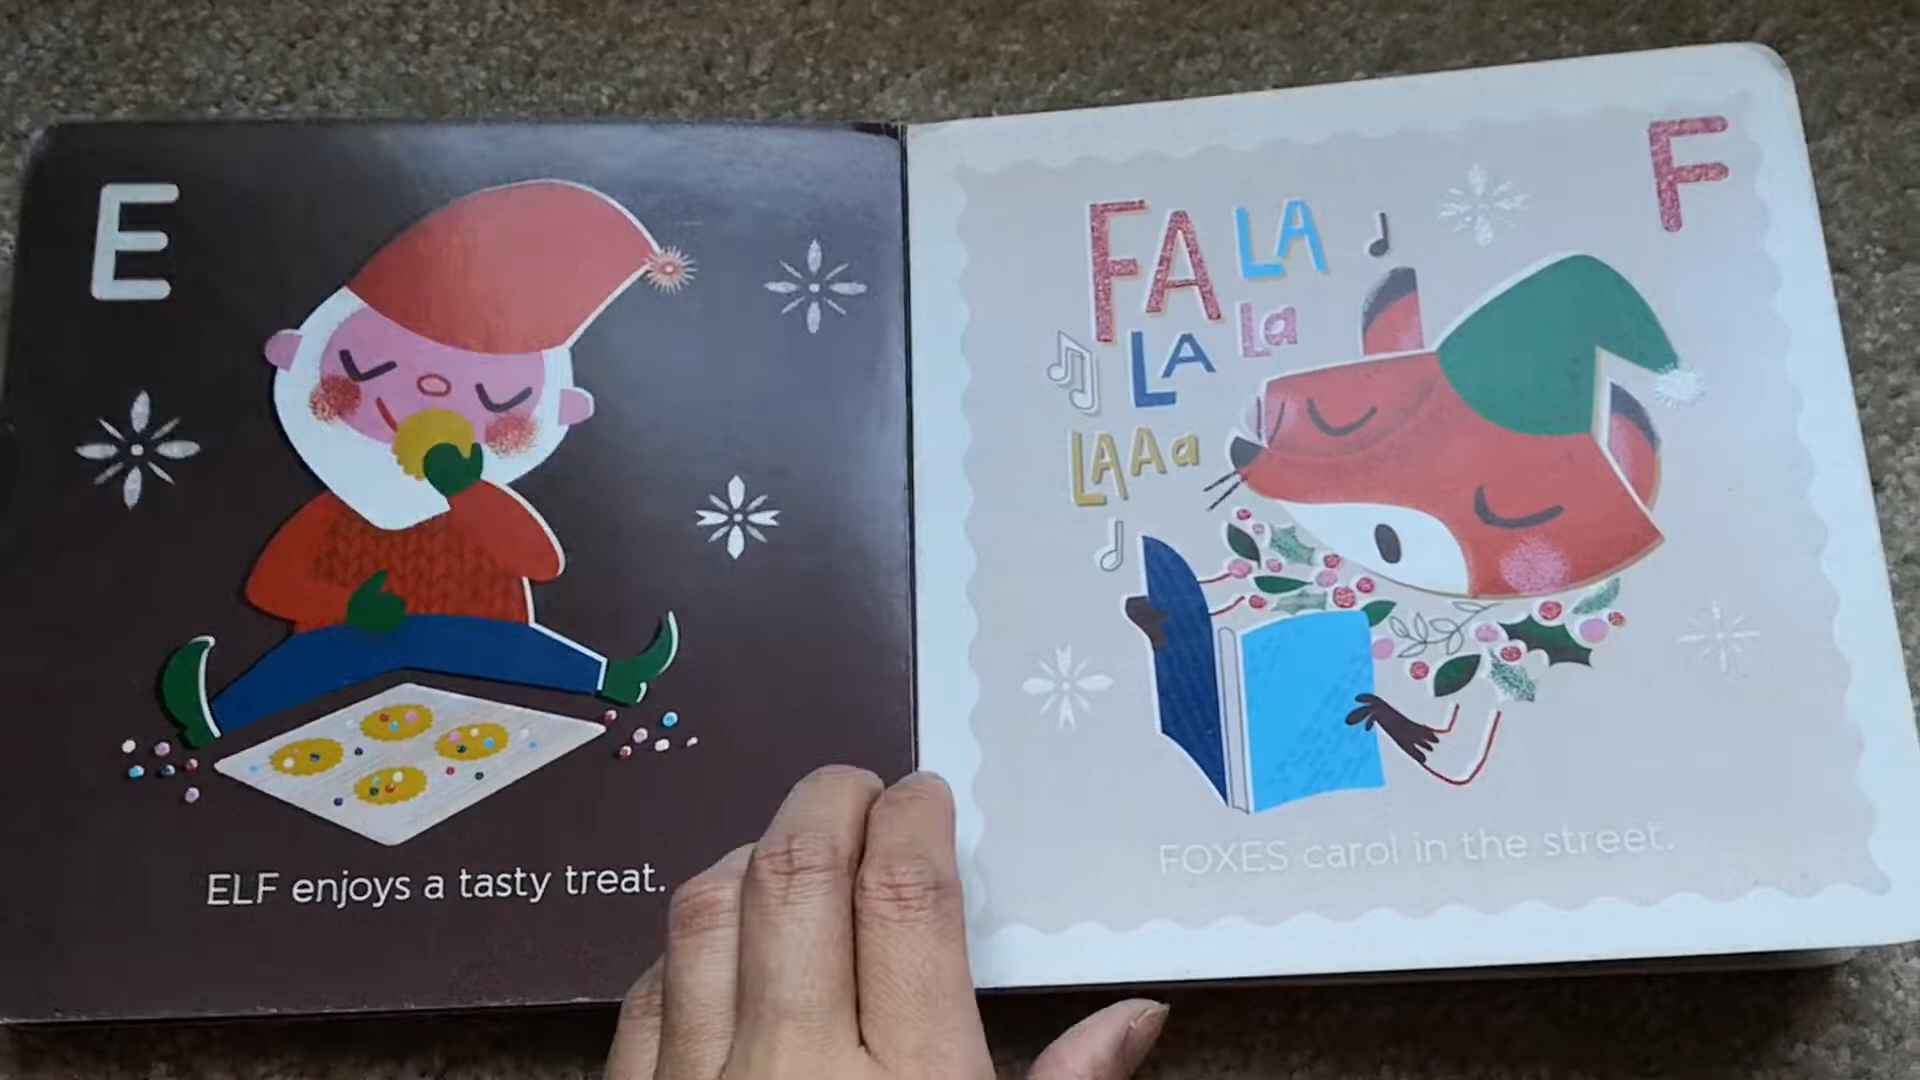 E
ELF enjoys a tasty treat.
F
FA LA
LA La
LAAa
FOXES carol in the street.